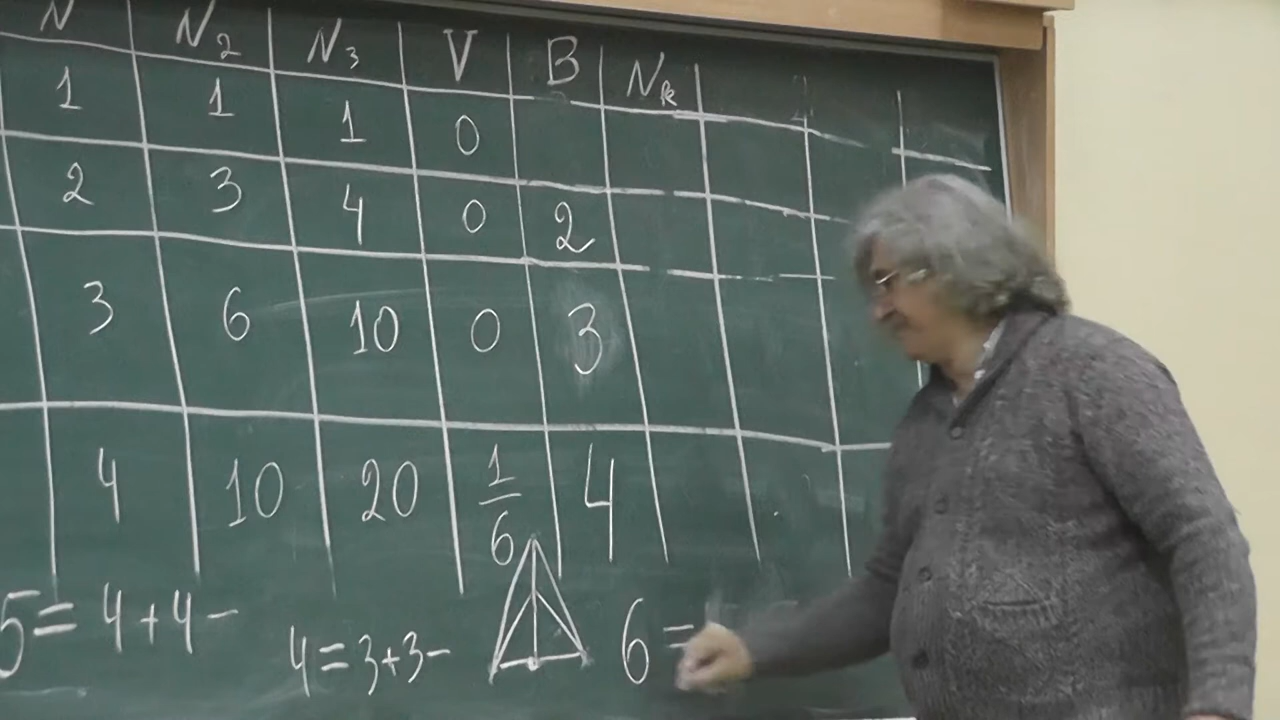 N N₂ N₃ V B Nₖ
1 1 1 0
2 3 4 0 2
3 6 10 0 3
4 10 20 1/6 4
5 = 4 + 4 −
4 = 3 + 3 −
6 =